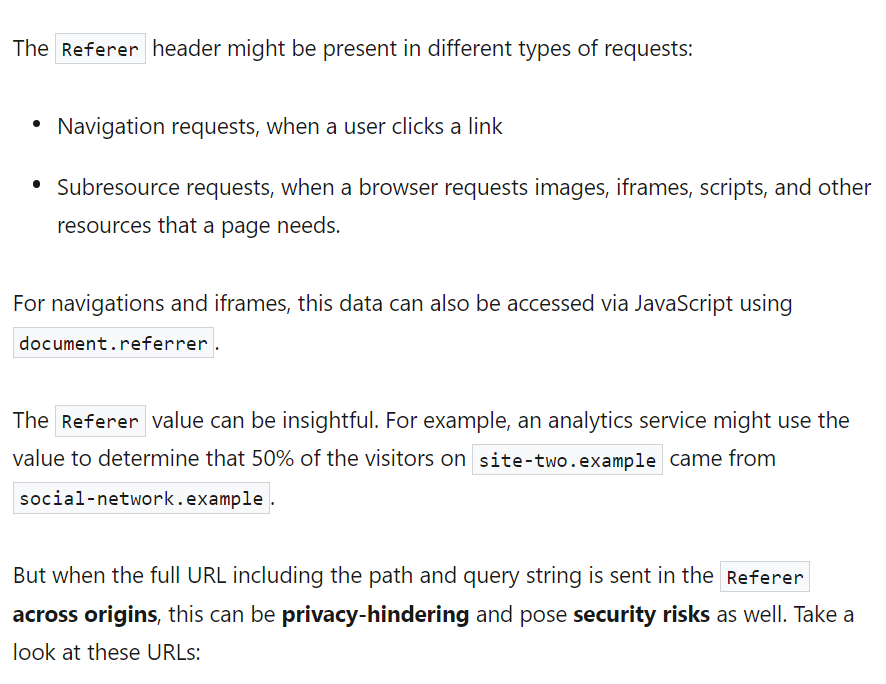 The Referer header might be present in different types of requests:
• Navigation requests, when a user clicks a link
• Subresource requests, when a browser requests images, iframes, scripts, and other
resources that a page needs.
For navigations and iframes, this data can also be accessed via JavaScript using
document.referrer.
The Referer value can be insightful. For example, an analytics service might use the
value to determine that 50% of the visitors on site-two.example came from
social-network.example.
But when the full URL including the path and query string is sent in the Referer
across origins, this can be privacy-hindering and pose security risks as well. Take a
look at these URLs: